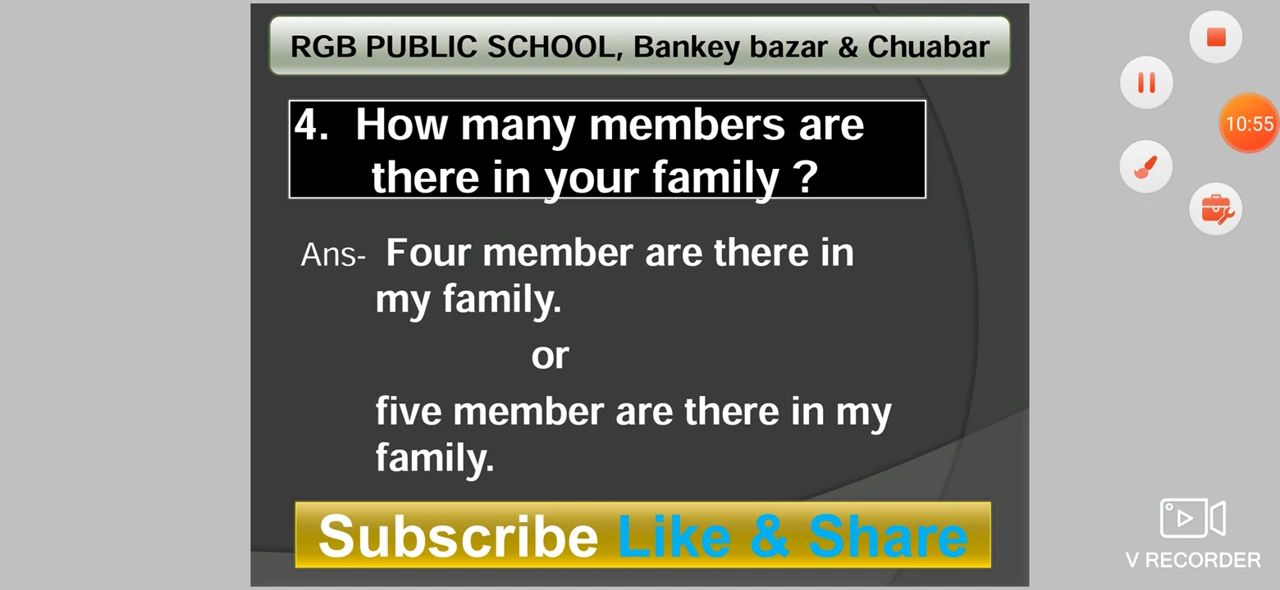 RGB PUBLIC SCHOOL, Bankey bazar & Chuabar
4. How many members are
there in your family ?
Ans- Four member are there in
my family.
or
five member are there in my
family.
Subscribe Like & Share
10:55
V RECORDER